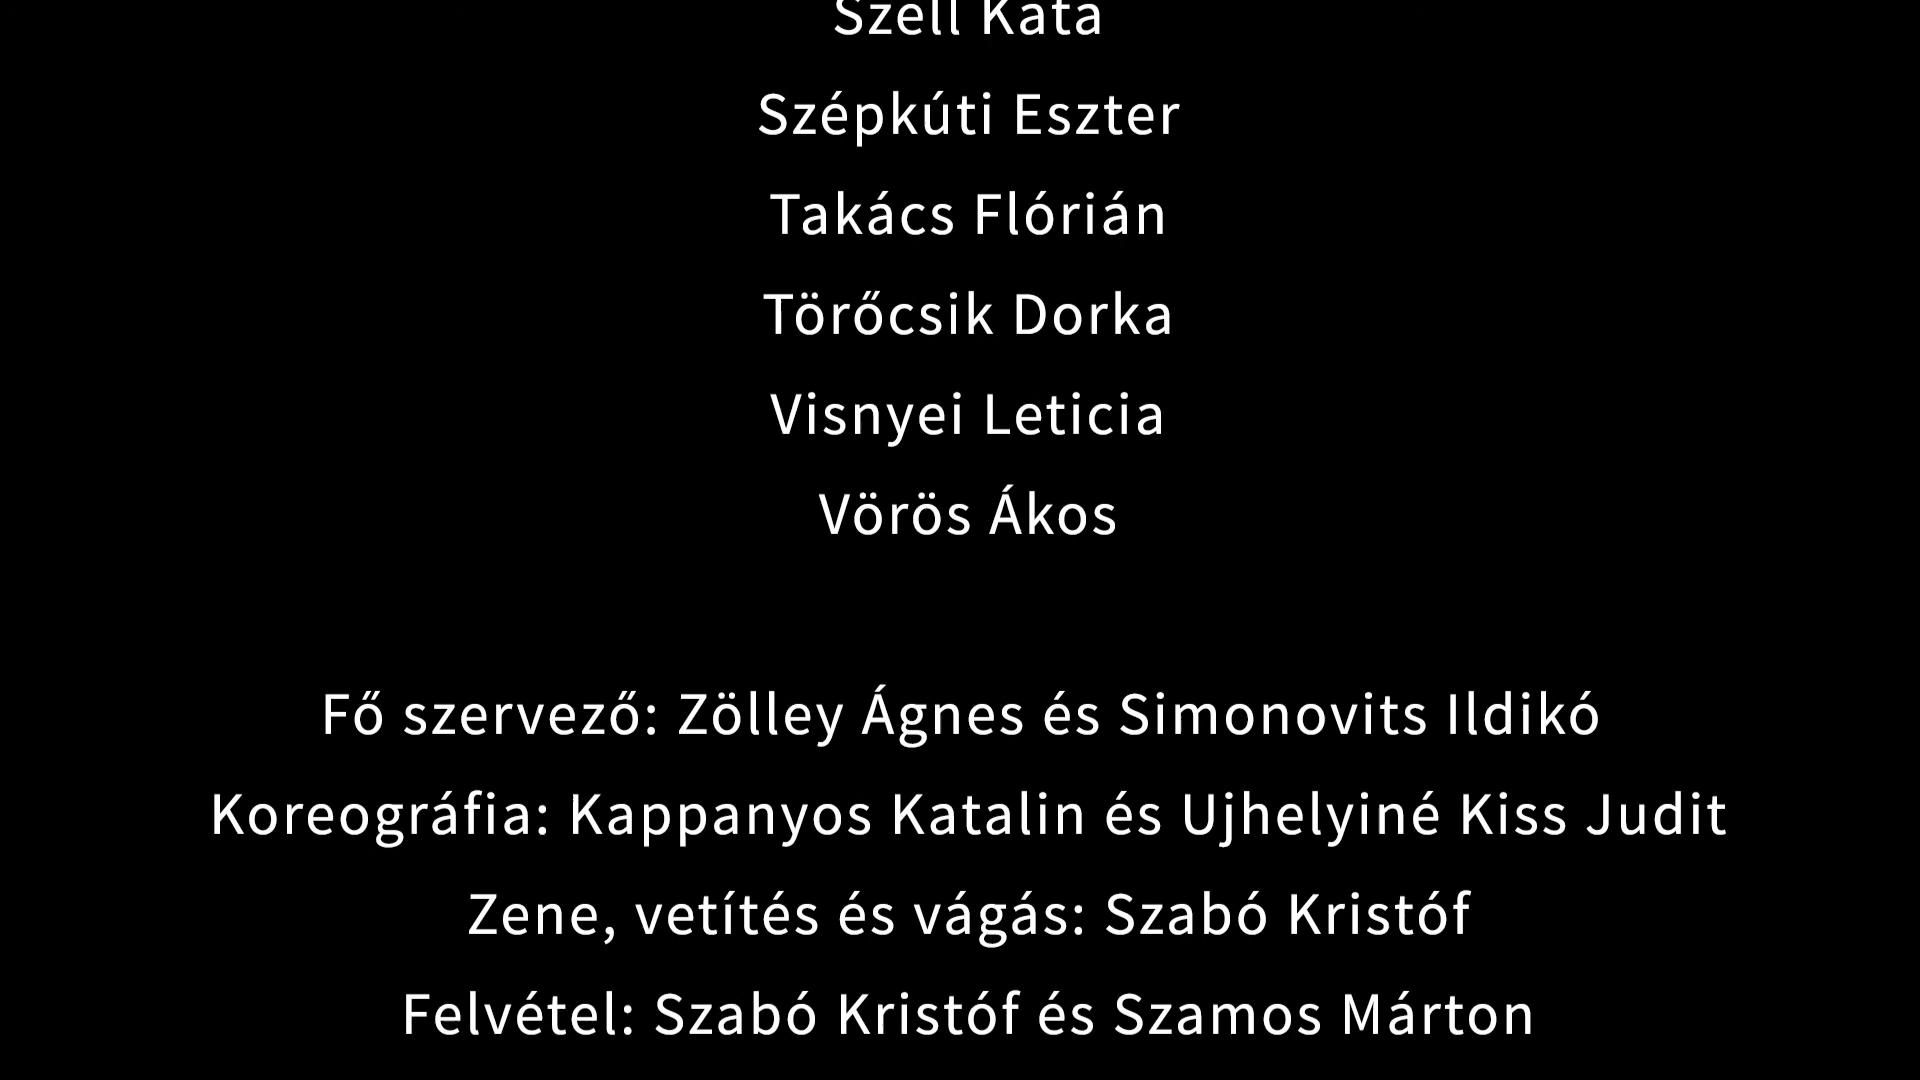 Szell Kata
Szépkúti Eszter
Takács Flórián
Törőcsik Dorka
Visnyei Leticia
Vörös Ákos
Fő szervező: Zölley Ágnes és Simonovits Ildikó
Koreográfia: Kappanyos Katalin és Ujhelyiné Kiss Judit
Zene, vetítés és vágás: Szabó Kristóf
Felvétel: Szabó Kristóf és Szamos Márton